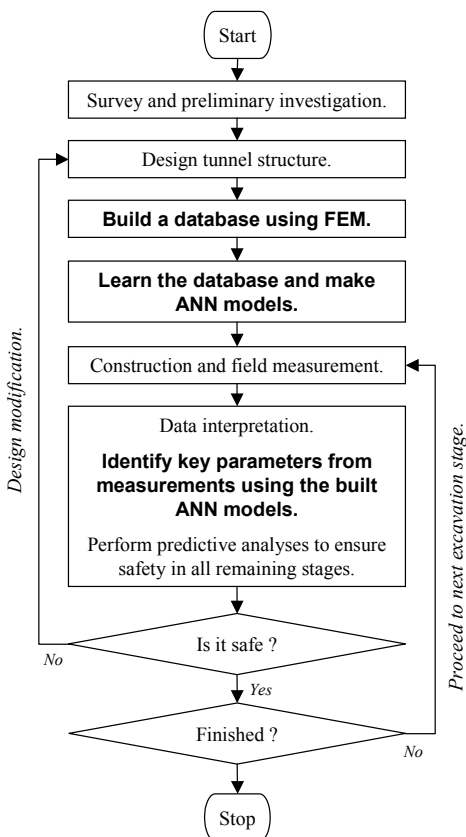 Start
Survey and preliminary investigation.
Design tunnel structure.
Build a database using FEM.
Learn the database and make
ANN models.
Construction and field measurement.
Data interpretation.
Identify key parameters from
measurements using the built
ANN models.
Perform predictive analyses to ensure
safety in all remaining stages.
Design modification.
Proceed to next excavation stage.
Is it safe ?
No
Yes
Finished ?
No
Stop